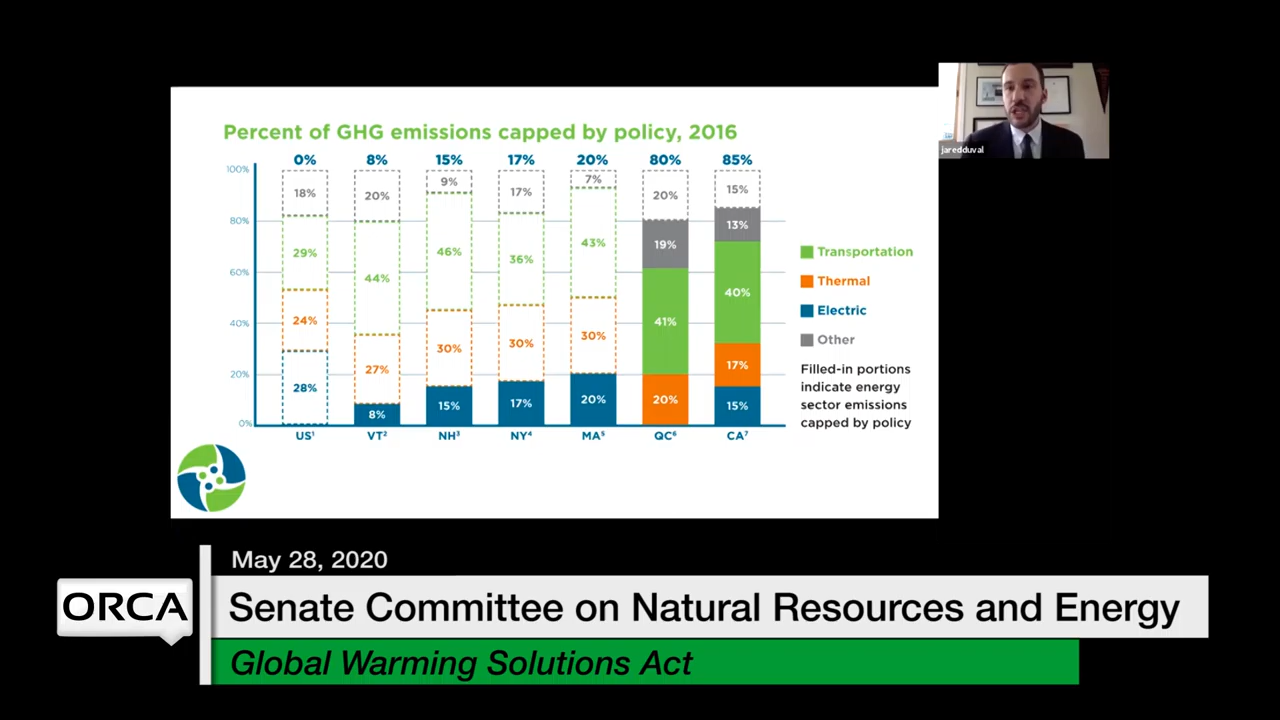 Percent of GHG emissions capped by policy, 2016
0% 8% 15% 17% 20% 80% 85%
100%
80%
60%
40%
20%
0%
18% 20% 9% 17% 7% 20% 15%
29% 44% 46% 36% 43% 19% 13%
24% 27% 30% 30% 30% 41% 40%
28% 8% 15% 17% 20% 20% 17%
15%
US¹ VT² NH³ NY⁴ MA⁵ QC⁶ CA⁷
Transportation
Thermal
Electric
Other
Filled-in portions
indicate energy
sector emissions
capped by policy
jaredduval
May 28, 2020
ORCA
Senate Committee on Natural Resources and Energy
Global Warming Solutions Act